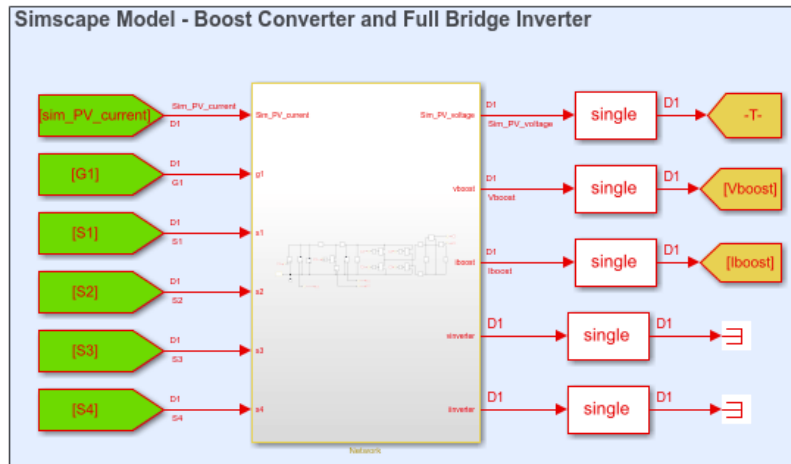 Simscape Model - Boost Converter and Full Bridge Inverter
[sim_PV_current]
Sim_PV_current
D1
Sim_PV_current
Sim_PV_voltage
D1
Sim_PV_voltage
single
D1
-T-
[G1]
D1
G1
g1
vboost
D1
Vboost
single
D1
[Vboost]
[S1]
D1
S1
s1
iboost
D1
Iboost
single
D1
[Iboost]
[S2]
D1
S2
s2
vinverter
D1
single
D1
[S3]
D1
S3
s3
iinverter
D1
single
D1
[S4]
D1
S4
s4
Network